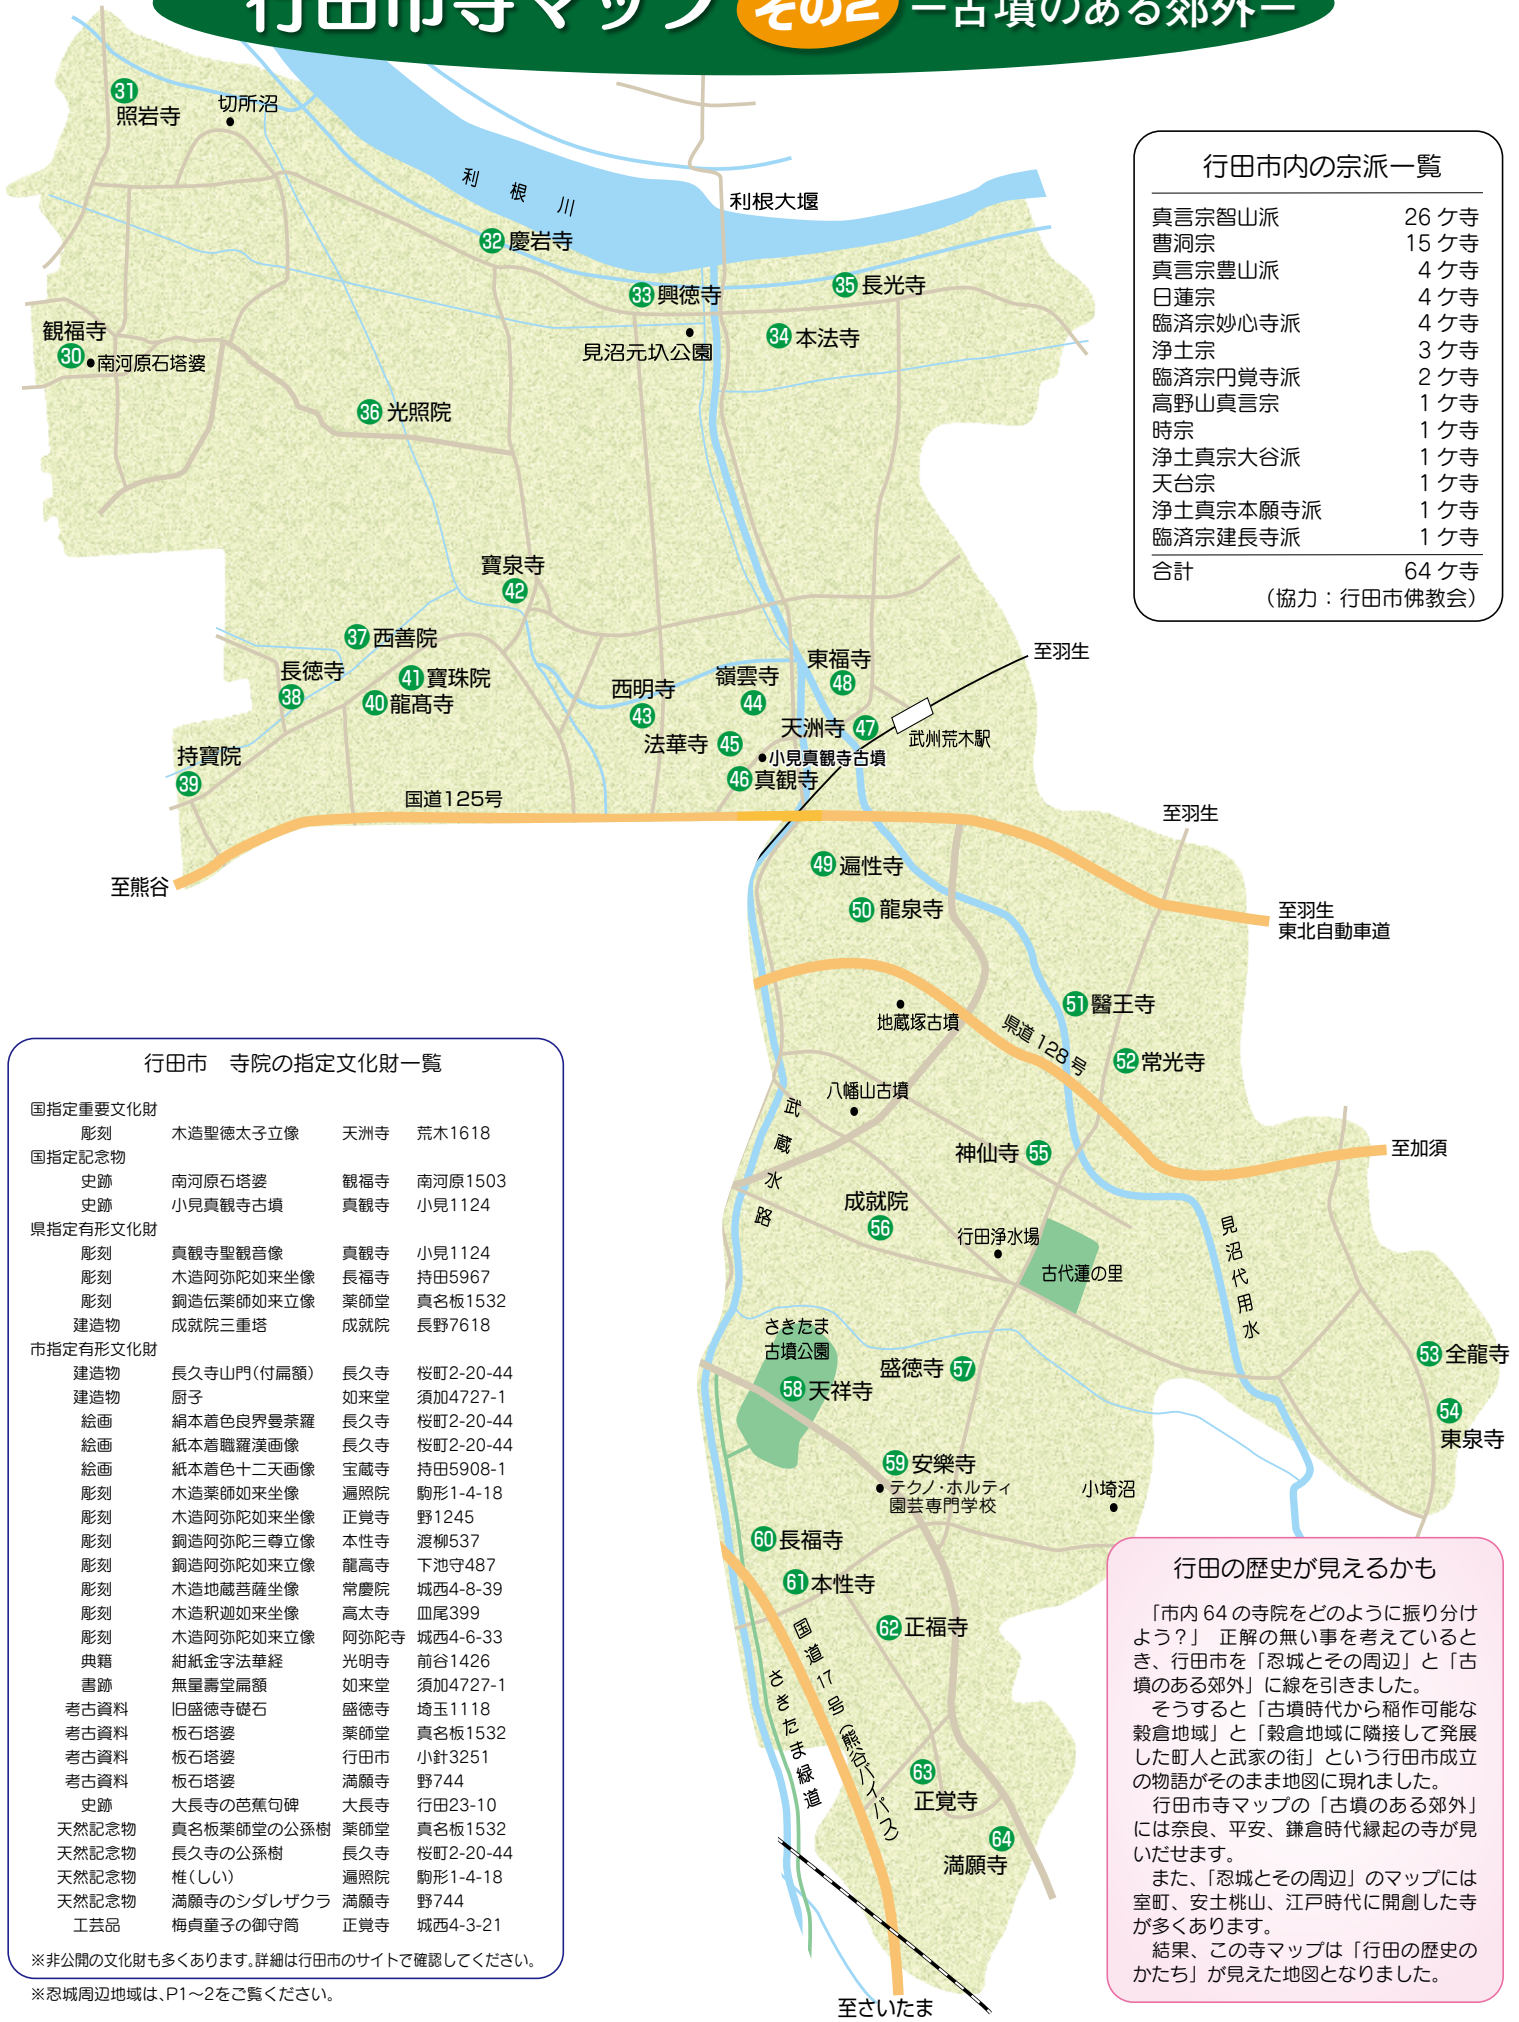 行田市寺マップ その2 ー古墳のある郊外ー
31
照岩寺
切所沼
利根川
利根大堰
32 慶岩寺
33 興徳寺
35 長光寺
34 本法寺
見沼元圦公園
観福寺
30
南河原石塔婆
36 光照院
寶泉寺
42
37 西善院
長徳寺
38
41 寶珠院
40 龍髙寺
持寶院
39
西明寺
43
嶺雲寺
44
東福寺
48
法華寺 45
天洲寺 47
小見真観寺古墳
46 真観寺
武州荒木駅
至羽生
国道125号
至熊谷
至羽生
至羽生
東北自動車道
49 遍性寺
50 龍泉寺
51 醫王寺
52 常光寺
地蔵塚古墳
県道128号
八幡山古墳
武蔵水路
神仙寺 55
至加須
成就院
56
行田浄水場
古代蓮の里
見沼代用水
さきたま
古墳公園
盛徳寺 57
58 天祥寺
53 全龍寺
54
東泉寺
59 安樂寺
テクノ・ホルティ
園芸専門学校
小埼沼
60 長福寺
61 本性寺
62 正福寺
国道17号(熊谷バイパス)
さきたま緑道
63
正覚寺
64
満願寺
至さいたま
行田市内の宗派一覧
真言宗智山派 26ケ寺
曹洞宗 15ケ寺
真言宗豊山派 4ケ寺
日蓮宗 4ケ寺
臨済宗妙心寺派 4ケ寺
浄土宗 3ケ寺
臨済宗円覚寺派 2ケ寺
高野山真言宗 1ケ寺
時宗 1ケ寺
浄土真宗大谷派 1ケ寺
天台宗 1ケ寺
浄土真宗本願寺派 1ケ寺
臨済宗建長寺派 1ケ寺
合計 64ケ寺
(協力：行田市佛教会)
行田市 寺院の指定文化財一覧
国指定重要文化財
彫刻 木造聖徳太子立像 天洲寺 荒木1618
国指定記念物
史跡 南河原石塔婆 観福寺 南河原1503
史跡 小見真観寺古墳 真観寺 小見1124
県指定有形文化財
彫刻 真観寺聖観音像 真観寺 小見1124
彫刻 木造阿弥陀如来坐像 長福寺 持田5967
彫刻 銅造伝薬師如来立像 薬師堂 真名板1532
建造物 成就院三重塔 成就院 長野7618
市指定有形文化財
建造物 長久寺山門(付扁額) 長久寺 桜町2-20-44
建造物 厨子 如来堂 須加4727-1
絵画 絹本着色良界曼荼羅 長久寺 桜町2-20-44
絵画 紙本着職羅漢画像 長久寺 桜町2-20-44
絵画 紙本着色十二天画像 宝蔵寺 持田5908-1
彫刻 木造薬師如来坐像 遍照院 駒形1-4-18
彫刻 木造阿弥陀如来坐像 正覚寺 野1245
彫刻 銅造阿弥陀三尊立像 本性寺 渡柳537
彫刻 銅造阿弥陀如来立像 龍高寺 下池守487
彫刻 木造地蔵菩薩坐像 常慶院 城西4-8-39
彫刻 木造釈迦如来坐像 高太寺 皿尾399
彫刻 木造阿弥陀如来立像 阿弥陀寺 城西4-6-33
典籍 紺紙金字法華経 光明寺 前谷1426
書跡 無量壽堂扁額 如来堂 須加4727-1
考古資料 旧盛徳寺礎石 盛徳寺 埼玉1118
考古資料 板石塔婆 薬師堂 真名板1532
考古資料 板石塔婆 行田市 小針3251
考古資料 板石塔婆 満願寺 野744
史跡 大長寺の芭蕉句碑 大長寺 行田23-10
天然記念物 真名板薬師堂の公孫樹 薬師堂 真名板1532
天然記念物 長久寺の公孫樹 長久寺 桜町2-20-44
天然記念物 椎(しい) 遍照院 駒形1-4-18
天然記念物 満願寺のシダレザクラ 満願寺 野744
工芸品 梅貞童子の御守筒 正覚寺 城西4-3-21
※非公開の文化財も多くあります。詳細は行田市のサイトで確認してください。
※忍城周辺地域は、P1〜2をご覧ください。
行田の歴史が見えるかも
「市内64の寺院をどのように振り分け
よう？」 正解の無い事を考えていると
き、行田市を「忍城とその周辺」と「古
墳のある郊外」に線を引きました。
そうすると「古墳時代から稲作可能な
穀倉地域」と「穀倉地域に隣接して発展
した町人と武家の街」という行田市成立
の物語がそのまま地図に現れました。
行田市寺マップの「古墳のある郊外」
には奈良、平安、鎌倉時代縁起の寺が見
いだせます。
また、「忍城とその周辺」のマップには
室町、安土桃山、江戸時代に開創した寺
が多くあります。
結果、この寺マップは「行田の歴史の
かたち」が見えた地図となりました。